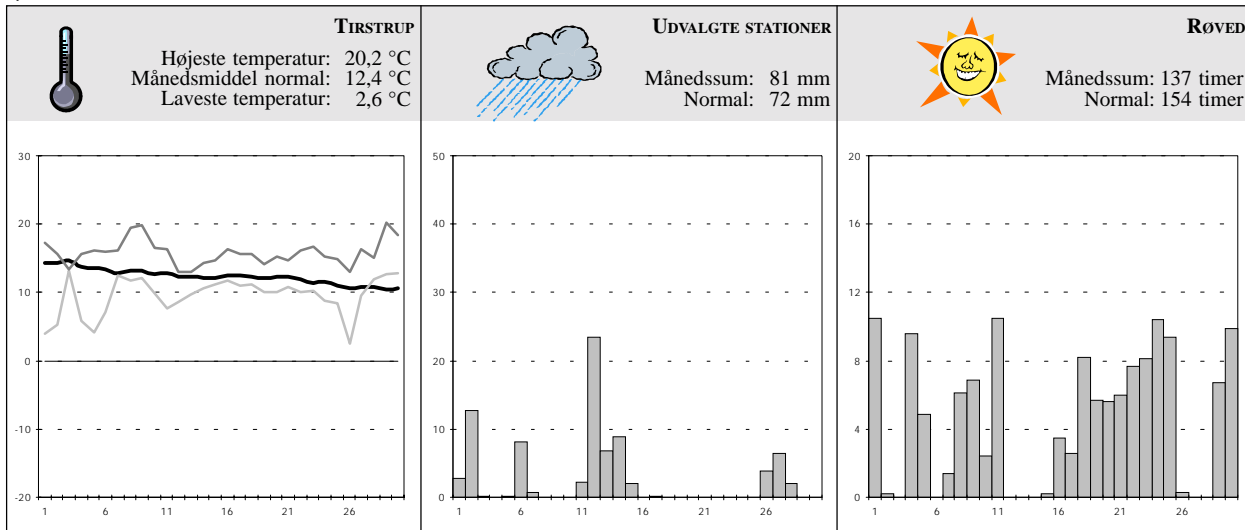 TIRSTRUP
Højeste temperatur: 20,2 °C
Månedsmiddel normal: 12,4 °C
Laveste temperatur: 2,6 °C
30
20
10
0
-10
-20
1 6 11 16 21 26
UDVALGTE STATIONER
Månedssum: 81 mm
Normal: 72 mm
50
40
30
20
10
0
1 6 11 16 21 26
RØVED
Månedssum: 137 timer
Normal: 154 timer
20
16
12
8
4
0
1 6 11 16 21 26